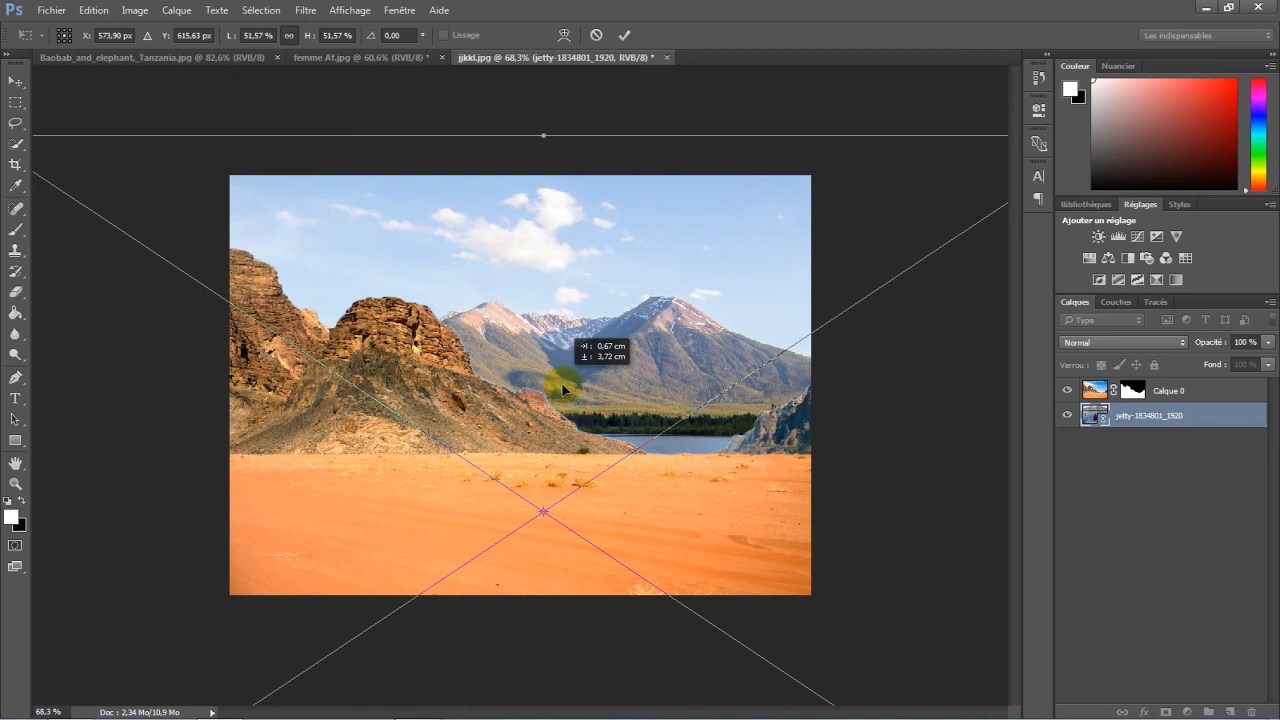 Ps Fichier Edition Image Calque Texte Sélection Filtre Affichage Fenêtre Aide
X: 573,90 px Y: 615,63 px L: 51,57 % H: 51,57 % 0,00 ° Lissage Les indispensables
Baobab_and_elephant,_Tanzania.jpg @ 82,6% (RVB/8) × femme Af.jpg @ 60,6% (RVB/8) * × jjkkl.jpg @ 68,3% (jetty-1834801_1920, RVB/8) * ×
Couleur Nuancier
Bibliothèques Réglages Styles
Ajouter un réglage
Calques Couches Tracés
Type
Normal Opacité : 100 %
Verrou : Fond : 100 %
Calque 0
jetty-1834801_1920
: 0,67 cm
: 3,72 cm
A
T
fx
68,3 % Doc : 2,34 Mo/10,9 Mo